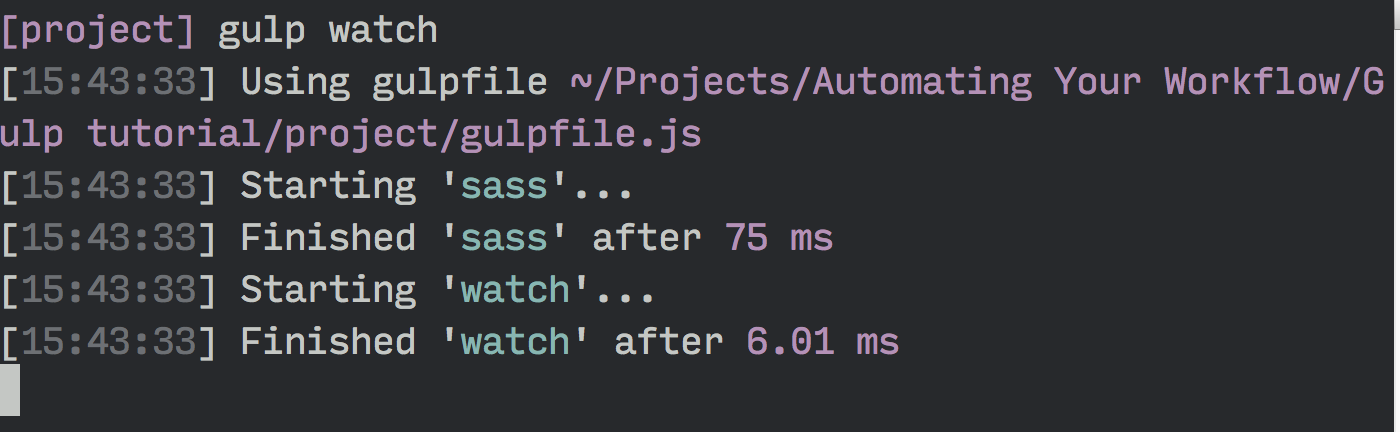 [project] gulp watch
[15:43:33] Using gulpfile ~/Projects/Automating Your Workflow/G
ulp tutorial/project/gulpfile.js
[15:43:33] Starting 'sass'...
[15:43:33] Finished 'sass' after 75 ms
[15:43:33] Starting 'watch'...
[15:43:33] Finished 'watch' after 6.01 ms